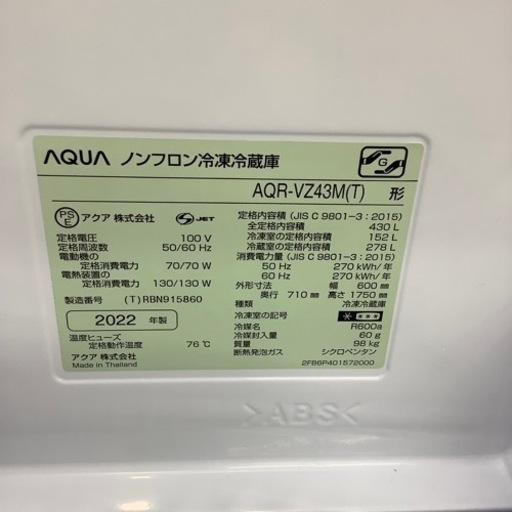 AQUA ノンフロン冷凍冷蔵庫
G
AQR-VZ43M(T) 形
PS E アクア 株式会社 S JET
定格電圧 100 V
定格周波数 50/60 Hz
電動機の
定格消費電力 70/70 W
電熱装置の
定格消費電力 130/130 W
製造番号 (T) RBN915860
2022 年製
温度ヒューズ
定格動作温度 76℃
アクア 株式会社
Made in Thailand
定格内容積 (JIS C 9801-3 : 2015)
全定格内容積 430 L
冷凍室の定格内容積 152 L
冷蔵室の定格内容積 278 L
消費電力量 (JIS C 9801-3 : 2015)
50 Hz 270 kWh/年
60 Hz 270 kWh/年
外形寸法 幅 600 mm
奥行 710 mm 高さ 1750 mm
種類 冷凍冷蔵庫
冷凍室の記号 ＊ ＊＊＊
冷媒名 R600a
冷媒封入量 60 g
質量 98 kg
断熱発泡ガス シクロペンタン
2FB6P401572000
>ABS<